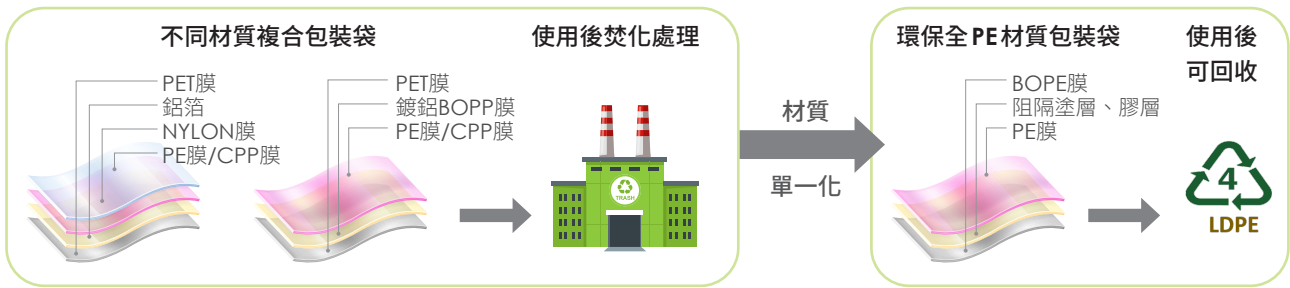 不同材質複合包裝袋
PET膜
鋁箔
NYLON膜
PE膜/CPP膜
PET膜
鍍鋁BOPP膜
PE膜/CPP膜
使用後焚化處理
TRASH
材質
單一化
環保全PE材質包裝袋
BOPE膜
阻隔塗層、膠層
PE膜
使用後
可回收
4
LDPE